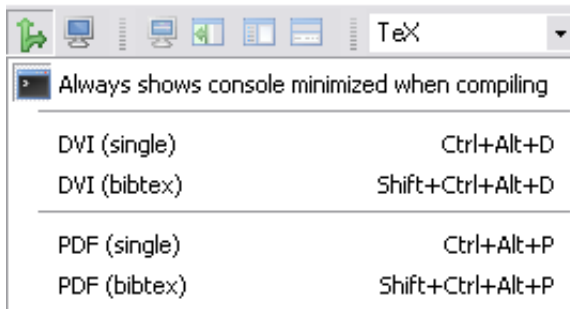 TeX
Always shows console minimized when compiling
DVI (single) Ctrl+Alt+D
DVI (bibtex) Shift+Ctrl+Alt+D
PDF (single) Ctrl+Alt+P
PDF (bibtex) Shift+Ctrl+Alt+P